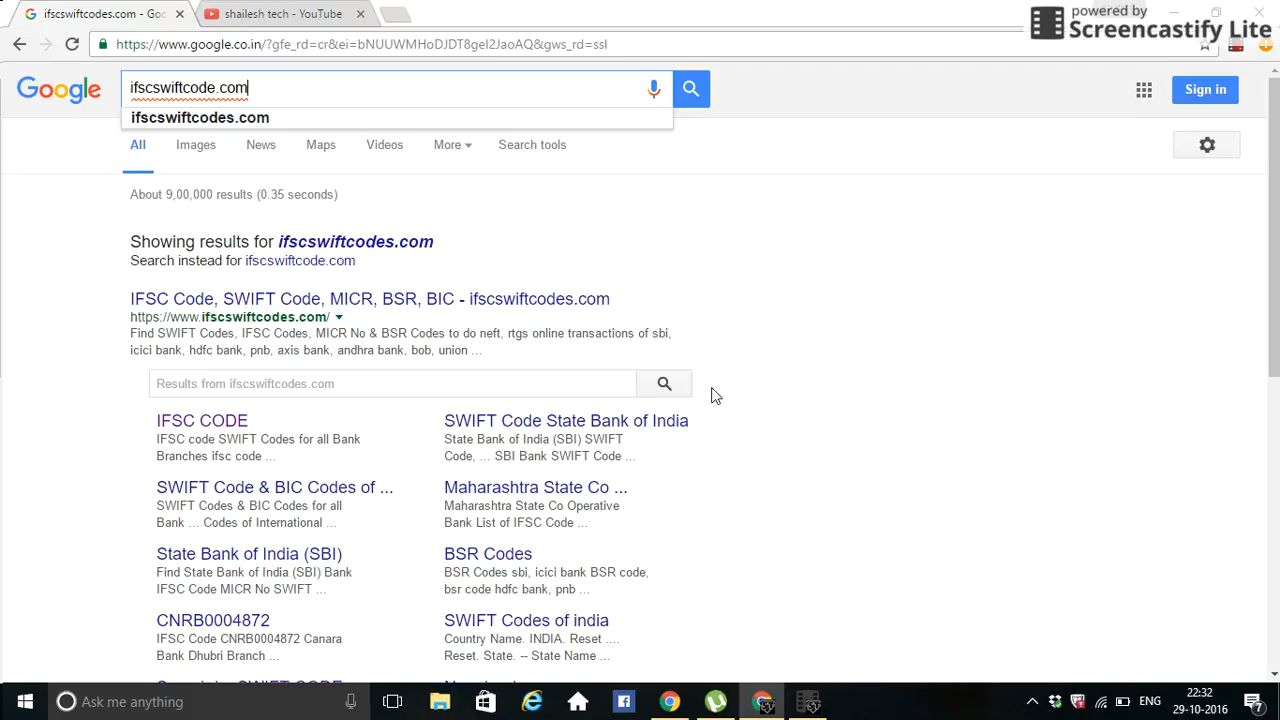 powered by
Screencastify Lite
ifscswiftcodes.com - Goo
shailesh tech - YouTube
https://www.google.co.in/?gfe_rd=cr&ei=bNUUWMHoDJDT8geI2JaoAQ&gws_rd=ssl
Google
ifscswiftcode.com
Sign in
ifscswiftcodes.com
All
Images
News
Maps
Videos
More
Search tools
About 9,00,000 results (0.35 seconds)
Showing results for ifscswiftcodes.com
Search instead for ifscswiftcode.com
IFSC Code, SWIFT Code, MICR, BSR, BIC - ifscswiftcodes.com
https://www.ifscswiftcodes.com/
Find SWIFT Codes, IFSC Codes, MICR No & BSR Codes to do neft, rtgs online transactions of sbi,
icici bank, hdfc bank, pnb, axis bank, andhra bank, bob, union ...
Results from ifscswiftcodes.com
IFSC CODE
IFSC code SWIFT Codes for all Bank
Branches ifsc code ...
SWIFT Code State Bank of India
State Bank of India (SBI) SWIFT
Code, ... SBI Bank SWIFT Code ...
SWIFT Code & BIC Codes of ...
SWIFT Codes & BIC Codes for all
Bank ... Codes of International ...
Maharashtra State Co ...
Maharashtra State Co Operative
Bank List of IFSC Code ...
State Bank of India (SBI)
Find State Bank of India (SBI) Bank
IFSC Code MICR No SWIFT ...
BSR Codes
BSR Codes sbi, icici bank BSR code,
bsr code hdfc bank, pnb ...
CNRB0004872
IFSC Code CNRB0004872 Canara
Bank Dhubri Branch ...
SWIFT Codes of india
Country Name. INDIA. Reset ....
Reset. State. -- State Name ...
Ask me anything
ENG
22:32
29-10-2016
7